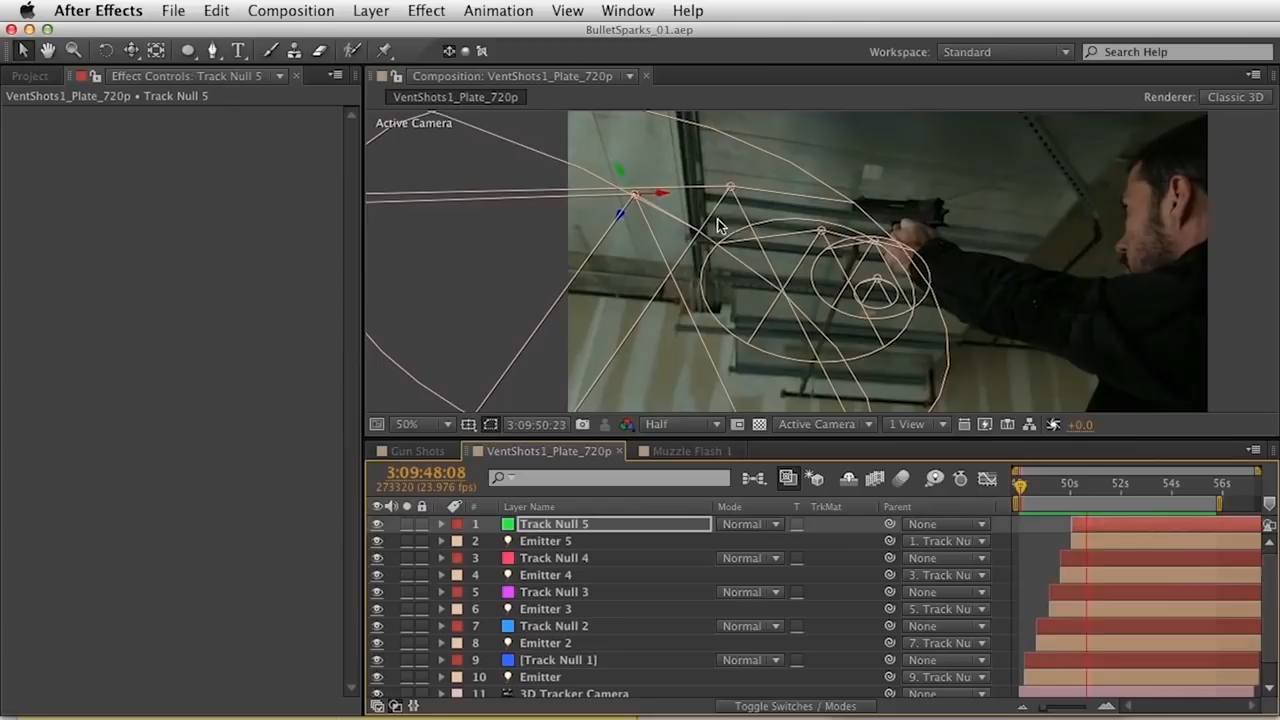 After Effects File Edit Composition Layer Effect Animation View Window Help
BulletSparks_01.aep
Workspace: Standard Search Help
Project Effect Controls: Track Null 5 Composition: VentShots1_Plate_720p
VentShots1_Plate_720p • Track Null 5 VentShots1_Plate_720p Renderer: Classic 3D
Active Camera
50% 3:09:50:23 Half Active Camera 1 View +0.0
Gun Shots VentShots1_Plate_720p Muzzle Flash 1
3:09:48:08
273320 (23.976 fps) 50s 52s 54s 56s
# Layer Name Mode T TrkMat Parent
1 Track Null 5 Normal None
2 Emitter 5 1. Track Nu
3 Track Null 4 Normal None
4 Emitter 4 3. Track Nu
5 Track Null 3 Normal None
6 Emitter 3 5. Track Nu
7 Track Null 2 Normal None
8 Emitter 2 7. Track Nu
9 [Track Null 1] Normal None
10 Emitter 9. Track Nu
11 3D Tracker Camera None
Toggle Switches / Modes